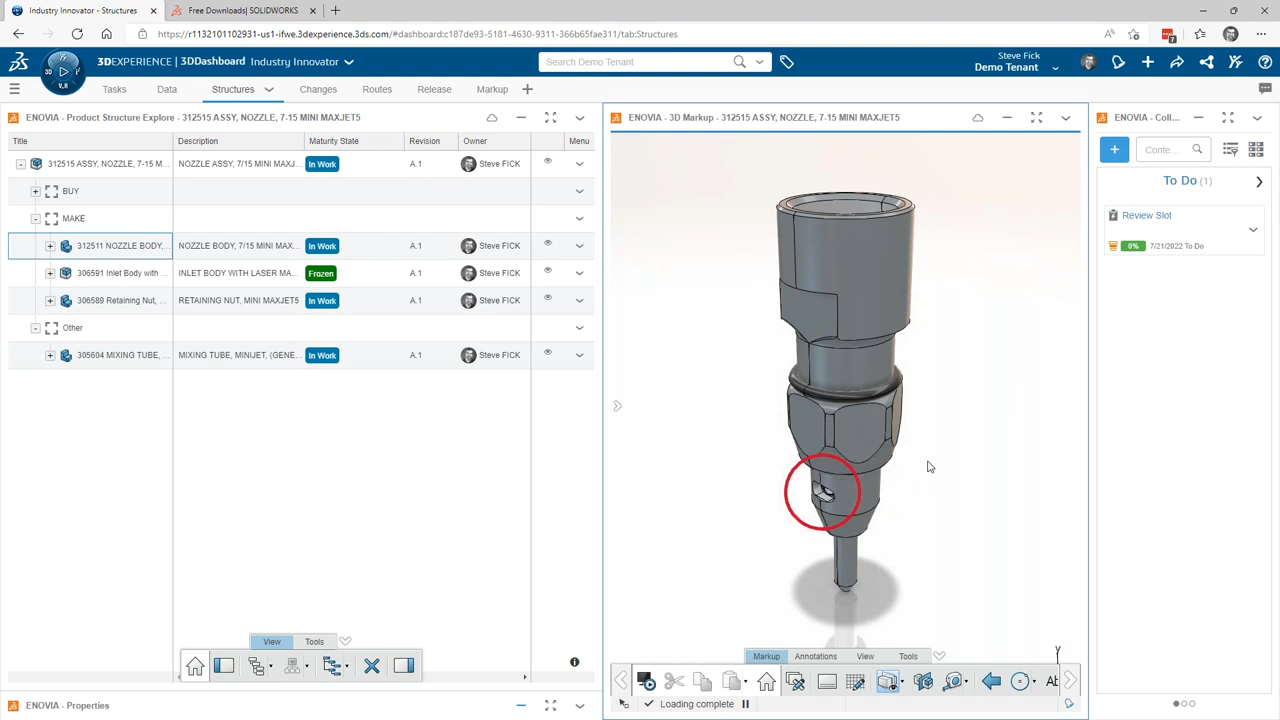 Industry Innovator - Structures
Free Downloads| SOLIDWORKS
https://r1132101102931-us1-ifwe.3dexperience.3ds.com/#dashboard:c187de93-5181-4630-9311-366b65fae311/tab:Structures
3DEXPERIENCE | 3DDashboard Industry Innovator
Search Demo Tenant
Steve Fick
Demo Tenant
3D
V,R
Tasks
Data
Structures
Changes
Routes
Release
Markup
ENOVIA - Product Structure Explore - 312515 ASSY, NOZZLE, 7-15 MINI MAXJET5
Title Description Maturity State Revision Owner Menu
312515 ASSY, NOZZLE, 7-15 M... NOZZLE ASSY, 7/15 MINI MAXJ... In Work A.1 Steve FICK
BUY
MAKE
312511 NOZZLE BODY,... NOZZLE BODY, 7/15 MINI MAX... In Work A.1 Steve FICK
306591 Inlet Body with ... INLET BODY WITH LASER MA... Frozen A.1 Steve FICK
306589 Retaining Nut, ... RETAINING NUT, MINI MAXJET5 In Work A.1 Steve FICK
Other
305604 MIXING TUBE, ... MIXING TUBE, MINIJET, (GENE... In Work A.1 Steve FICK
View Tools
ENOVIA - Properties
ENOVIA - 3D Markup - 312515 ASSY, NOZZLE, 7-15 MINI MAXJET5
Y
Markup Annotations View Tools
Loading complete
ENOVIA - Coll...
Conte...
To Do (1)
Review Slot
0% 7/21/2022 To Do